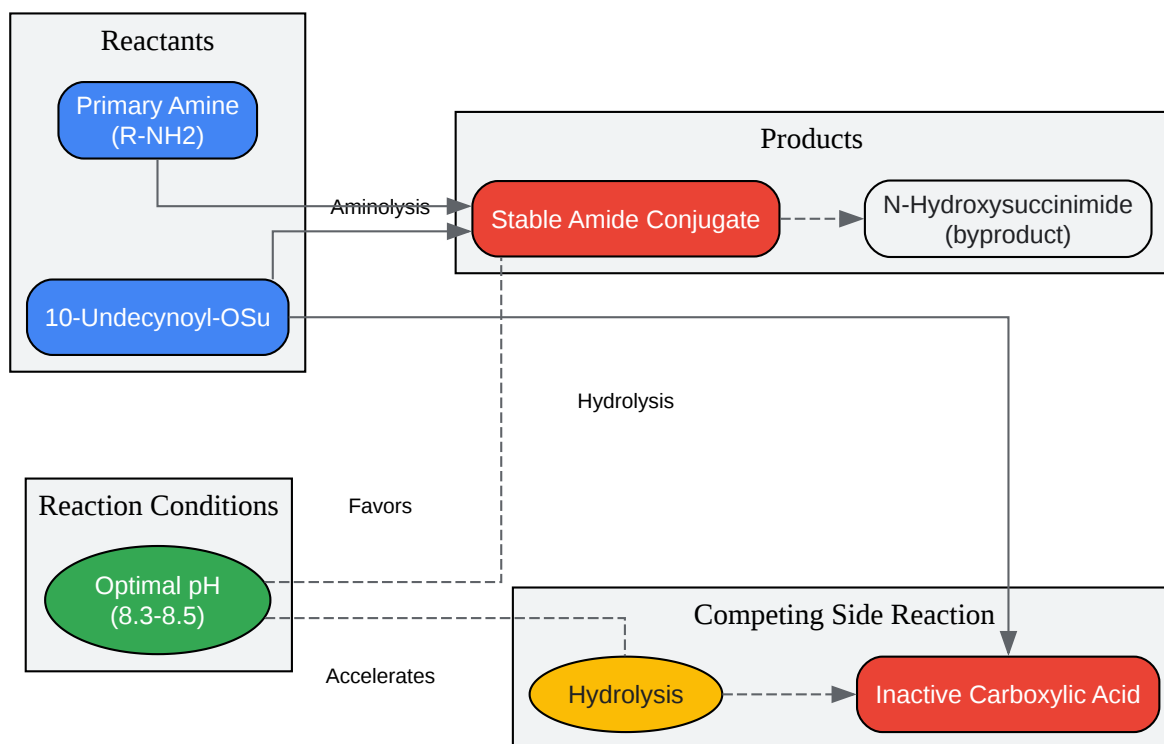 Reactants
Primary Amine
(R-NH2)
10-Undecynoyl-OSu
Aminolysis
Products
Stable Amide Conjugate
N-Hydroxysuccinimide
(byproduct)
Hydrolysis
Reaction Conditions
Optimal pH
(8.3-8.5)
Favors
Accelerates
Competing Side Reaction
Hydrolysis
Inactive Carboxylic Acid